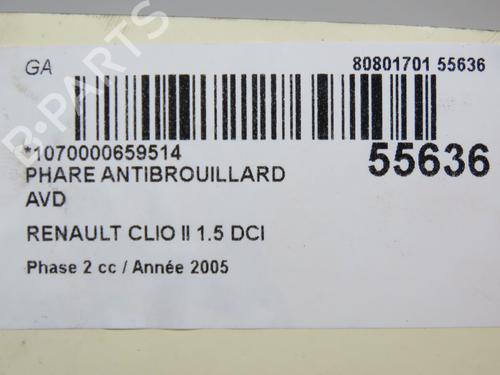 GA
80801701 55636
*1070000659514
55636
PHARE ANTIBROUILLARD
AVD
RENAULT CLIO II 1.5 DCI
Phase 2 cc / Année 2005
B-PARTS